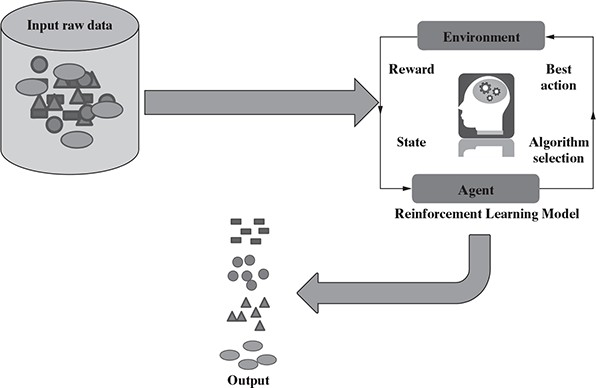 Input raw data
Environment
Reward
Best
action
State
Algorithm
selection
Agent
Reinforcement Learning Model
Output